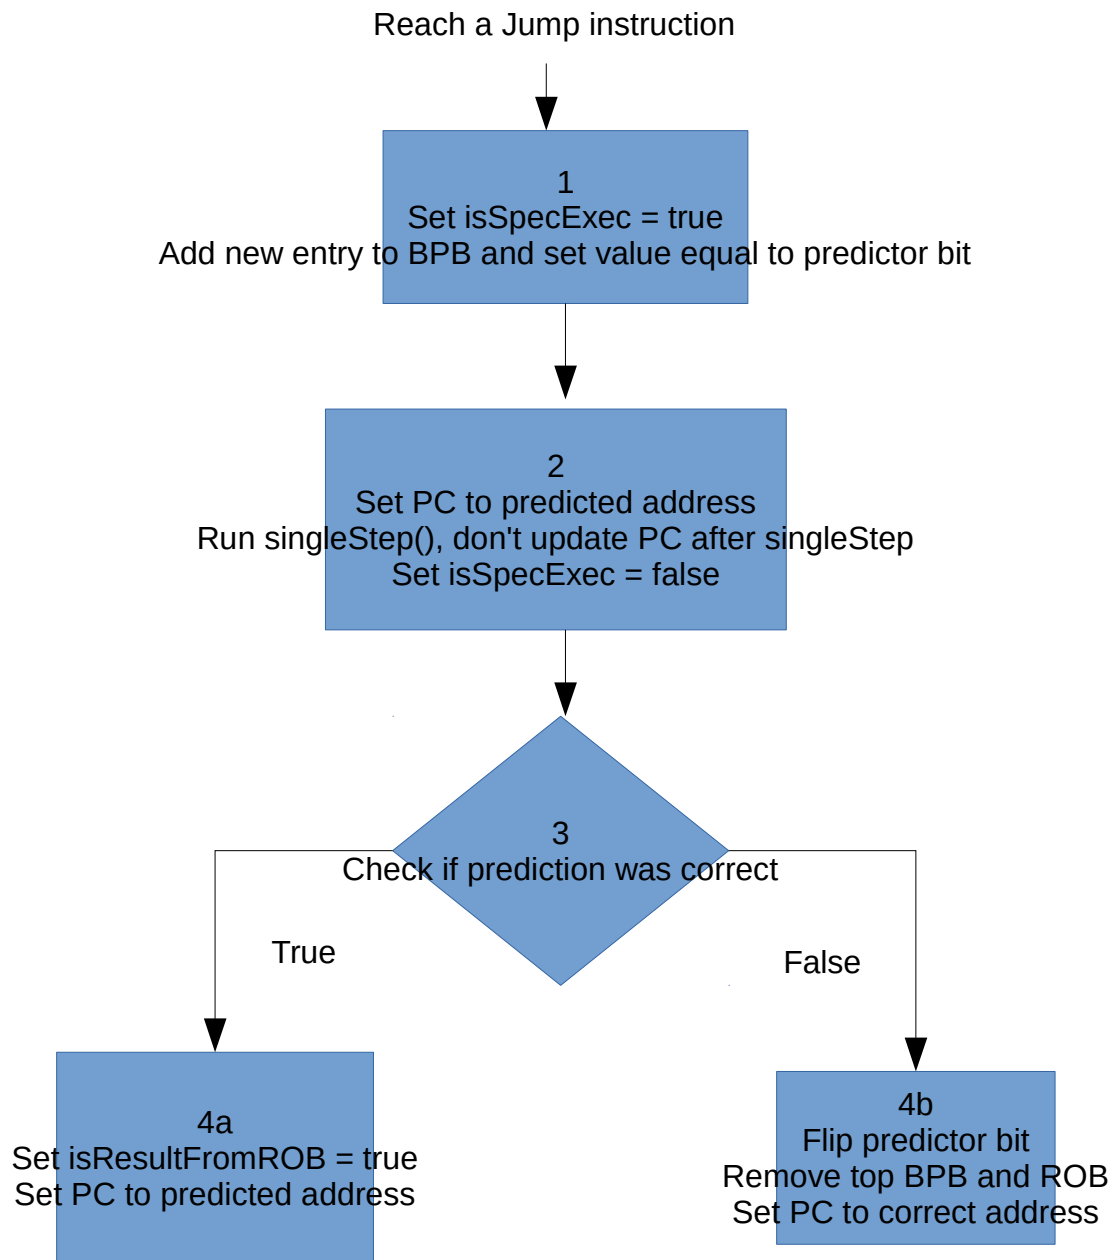 Reach a Jump instruction
1
Set isSpecExec = true
Add new entry to BPB and set value equal to predictor bit
2
Set PC to predicted address
Run singleStep(), don't update PC after singleStep
Set isSpecExec = false
3
Check if prediction was correct
True
False
4a
Set isResultFromROB = true
Set PC to predicted address
4b
Flip predictor bit
Remove top BPB and ROB
Set PC to correct address